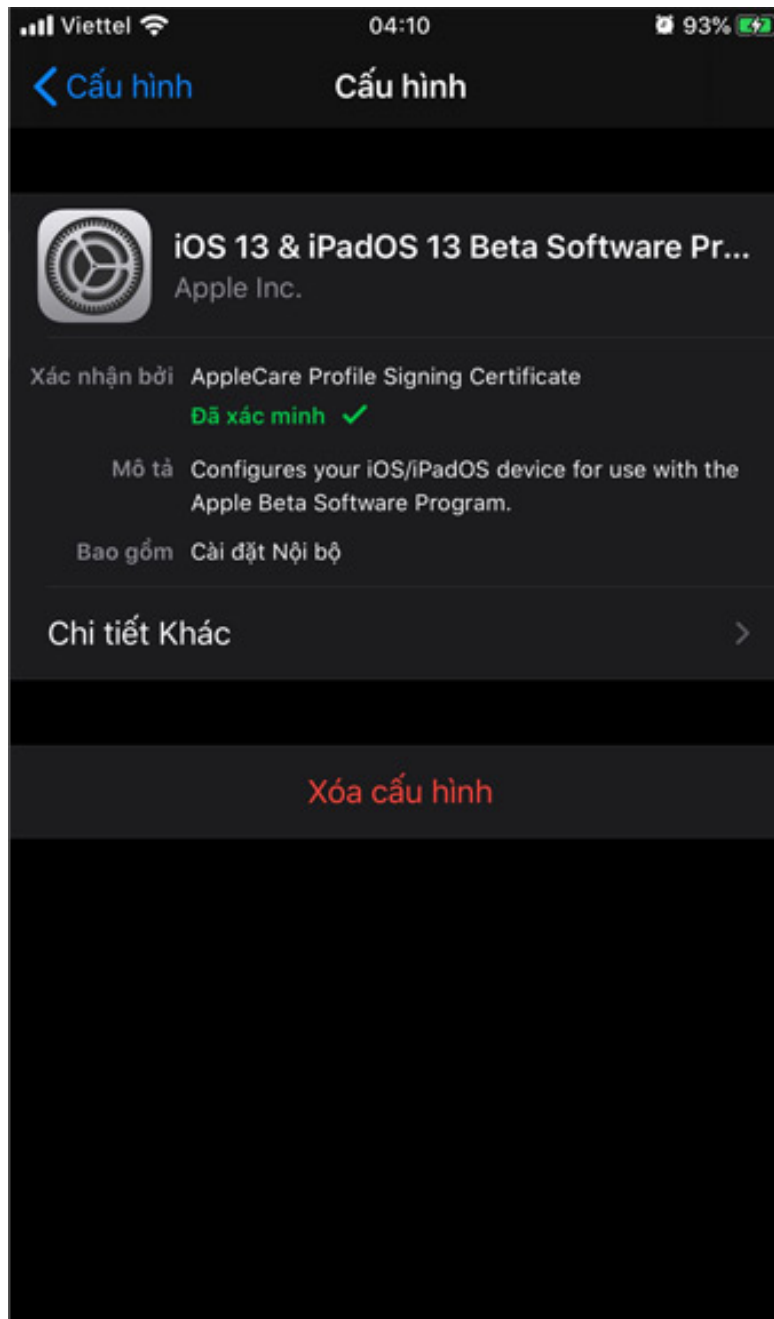 Viettel 04:10 93%
Cấu hình Cấu hình
iOS 13 & iPadOS 13 Beta Software Pr...
Apple Inc.
Xác nhận bởi AppleCare Profile Signing Certificate
Đã xác minh ✓
Mô tả Configures your iOS/iPadOS device for use with the
Apple Beta Software Program.
Bao gồm Cài đặt Nội bộ
Chi tiết Khác
Xóa cấu hình